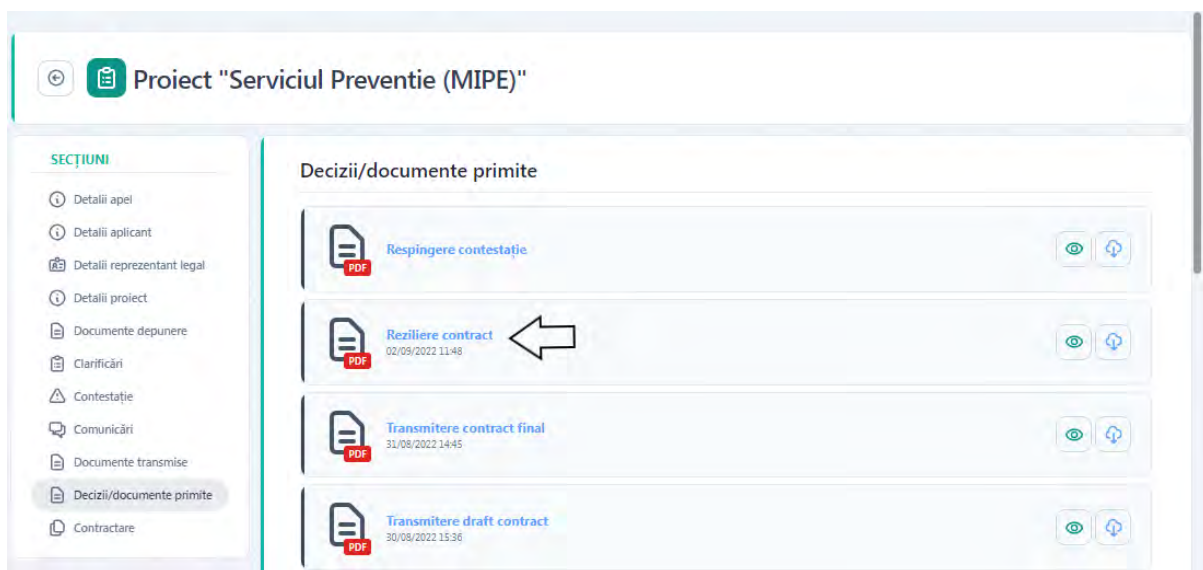 Proiect "Serviciul Preventie (MIPE)"
SECȚIUNI
Detalii apel
Detalii aplicant
Detalii reprezentant legal
Detalii proiect
Documente depunere
Clarificări
Contestație
Comunicări
Documente transmise
Decizii/documente primite
Contractare
Decizii/documente primite
PDF
Respingere contestație
PDF
Reziliere contract
02/09/2022 11:48
PDF
Transmitere contract final
31/08/2022 14:45
PDF
Transmitere draft contract
30/08/2022 15:36